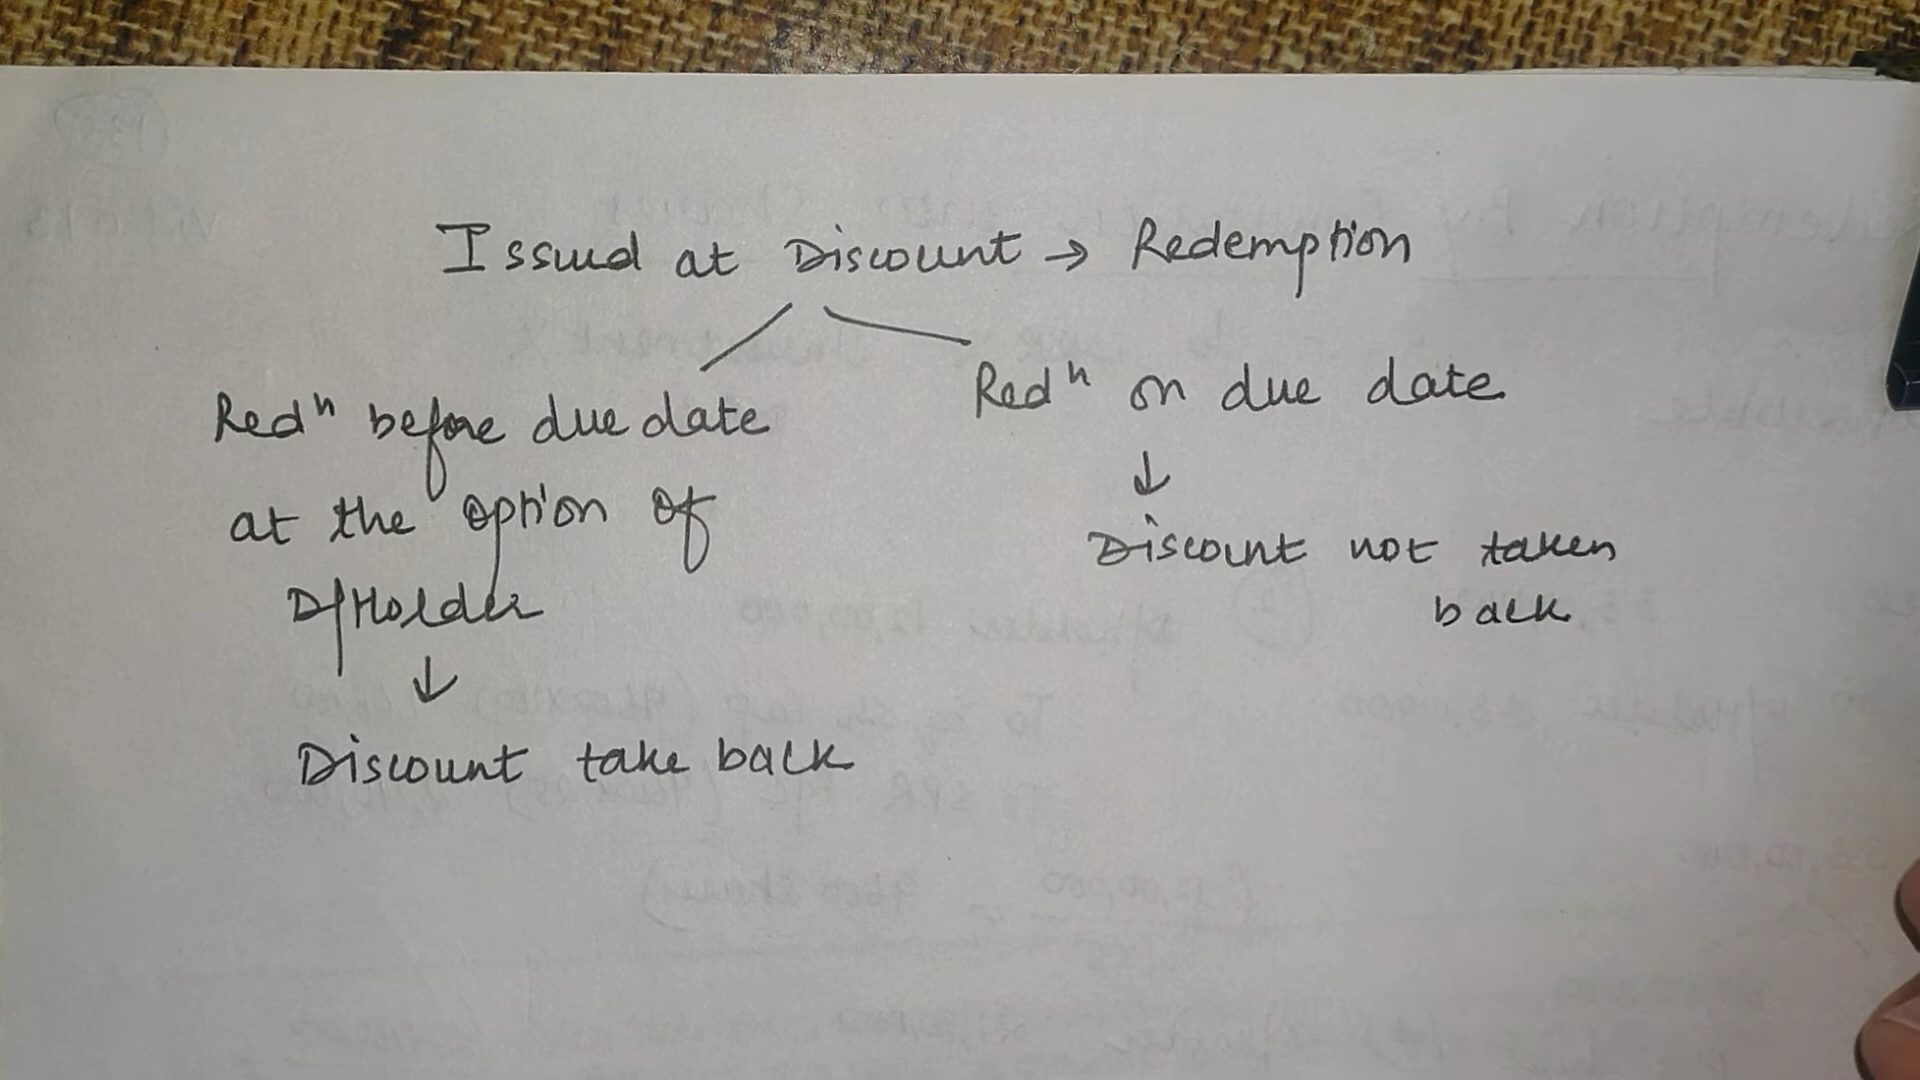 Issued at Discount → Redemption
Redⁿ before due date
at the option of
D/Holder
↓
Discount take back
Redⁿ on due date
↓
Discount not taken
back